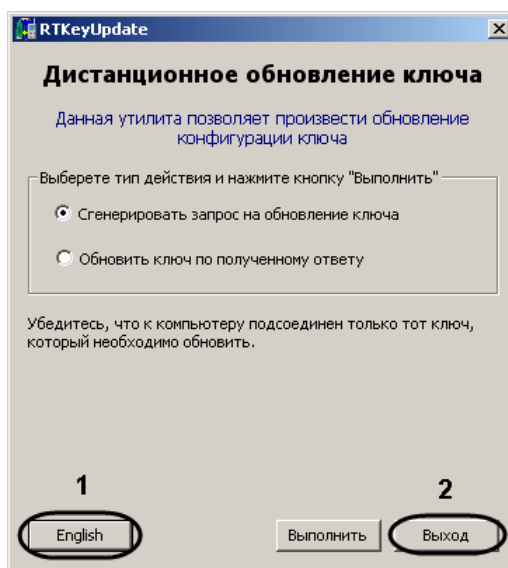 RTKeyUpdate
Дистанционное обновление ключа
Данная утилита позволяет произвести обновление
конфигурации ключа
Выберете тип действия и нажмите кнопку "Выполнить"
Сгенерировать запрос на обновление ключа
Обновить ключ по полученному ответу
Убедитесь, что к компьютеру подсоединен только тот ключ,
который необходимо обновить.
1
2
English
Выполнить
Выход